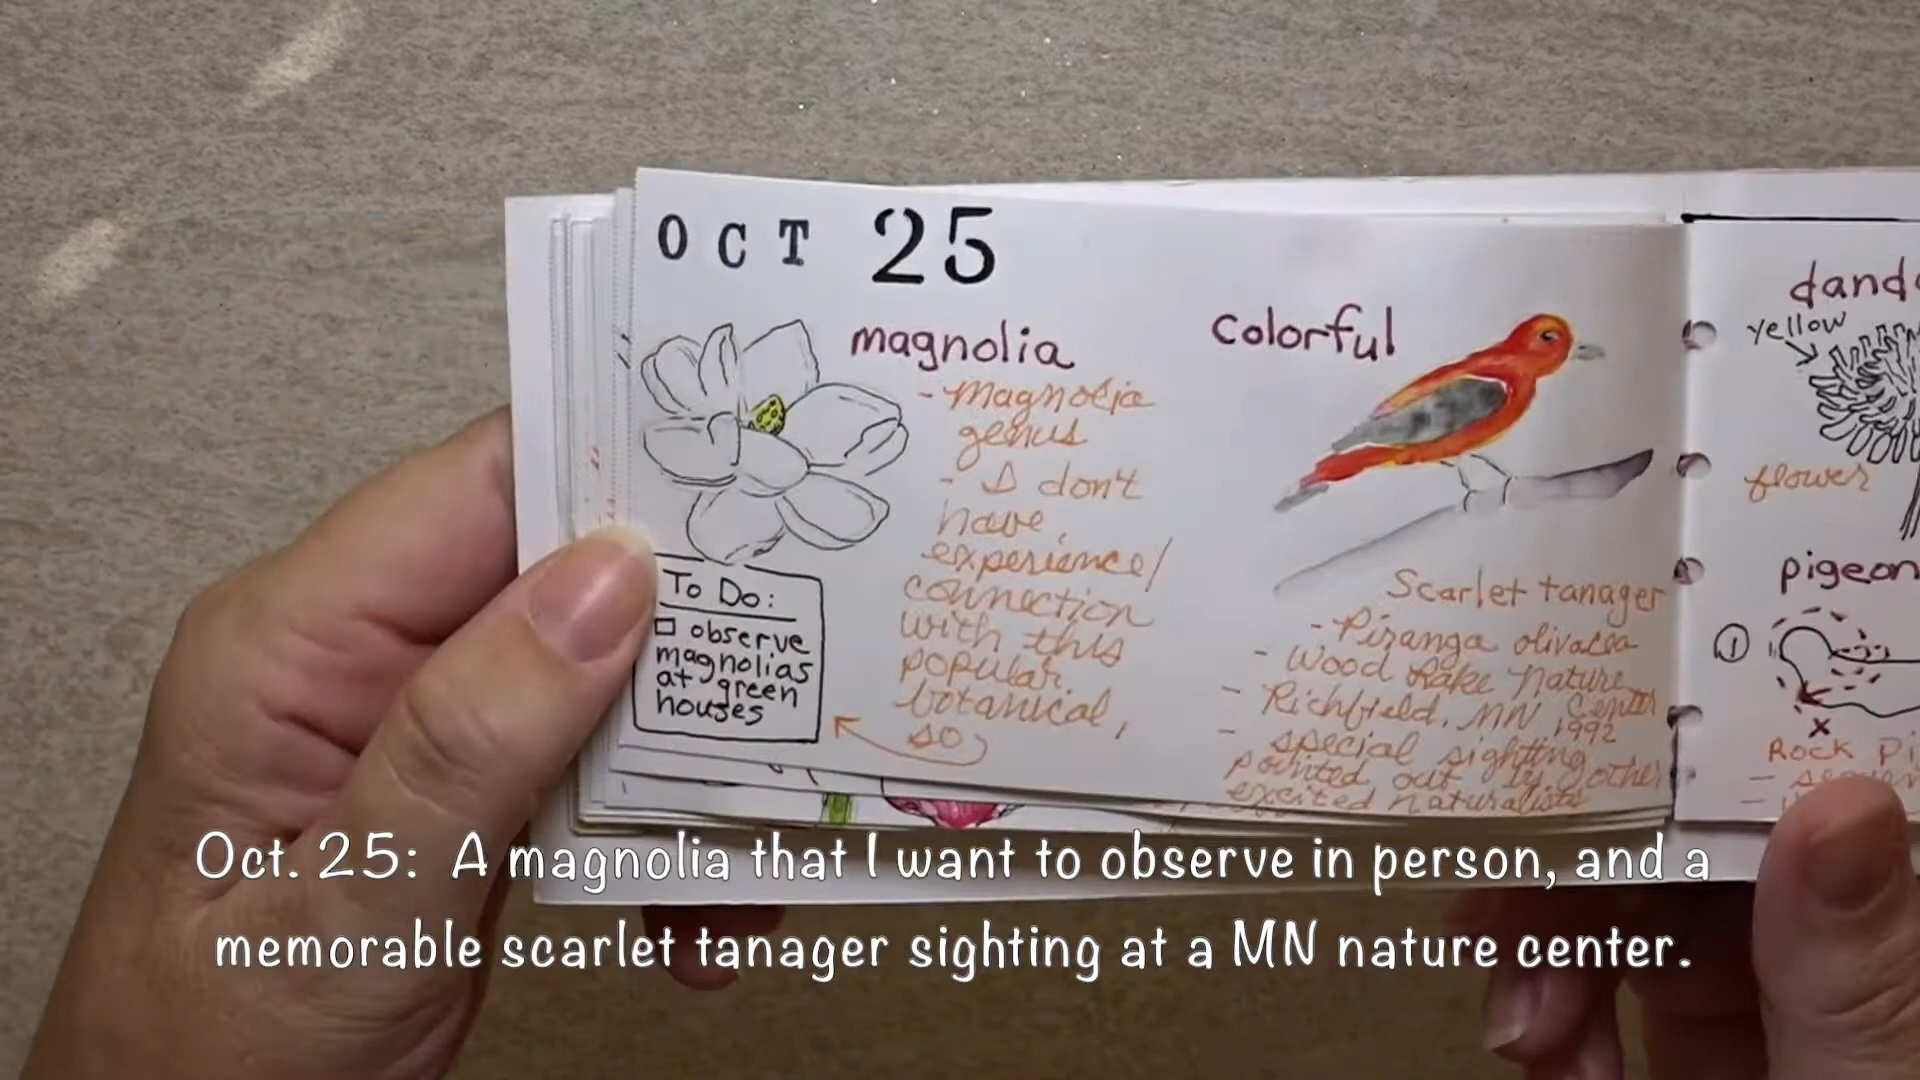 OCT 25
magnolia
- Magnolia
genus
- I don't
have
experience/
connection
with this
popular
botanical,
so
To Do:
□ observe
magnolias
at green
houses
Colorful
Scarlet tanager
- Piranga olivacea
- Wood Lake Nature Center
- Richfield, MN 1992
- special sighting
pointed out by other
excited naturalists
yellow
flower
pigeon
①
x
Rock
Oct. 25: A magnolia that I want to observe in person, and a
memorable scarlet tanager sighting at a MN nature center.